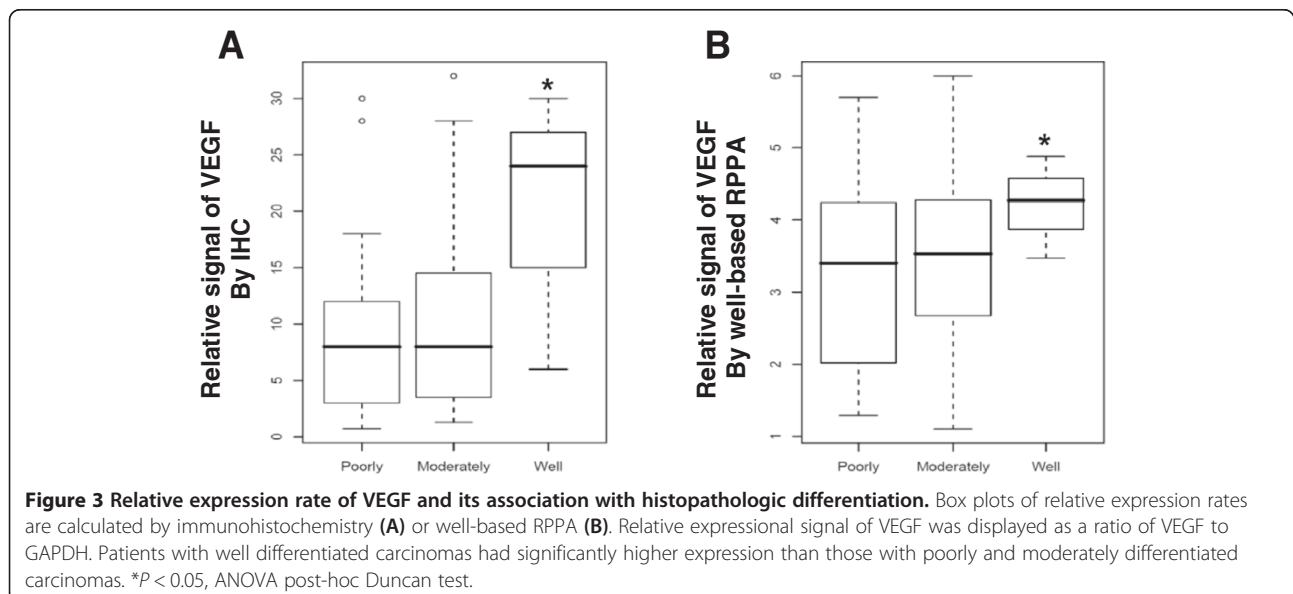 A
Relative signal of VEGF
By IHC
30
25
20
15
10
5
0
*
Poorly Moderately Well
B
Relative signal of VEGF
By well-based RPPA
6
5
4
3
2
1
*
Poorly Moderately Well
Figure 3 Relative expression rate of VEGF and its association with histopathologic differentiation. Box plots of relative expression rates
are calculated by immunohistochemistry (A) or well-based RPPA (B). Relative expressional signal of VEGF was displayed as a ratio of VEGF to
GAPDH. Patients with well differentiated carcinomas had significantly higher expression than those with poorly and moderately differentiated
carcinomas. *P < 0.05, ANOVA post-hoc Duncan test.